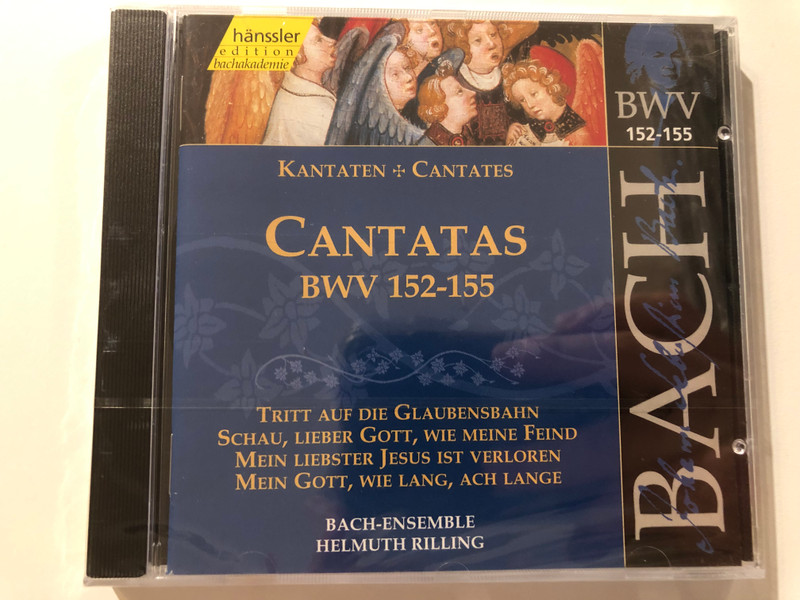 hänssler
edition
bachakademie
BWV
152-155
KANTATEN ✢ CANTATES
CANTATAS
BWV 152-155
TRITT AUF DIE GLAUBENSBAHN
SCHAU, LIEBER GOTT, WIE MEINE FEIND
MEIN LIEBSTER JESUS IST VERLOREN
MEIN GOTT, WIE LANG, ACH LANGE
BACH-ENSEMBLE
HELMUTH RILLING
BACH